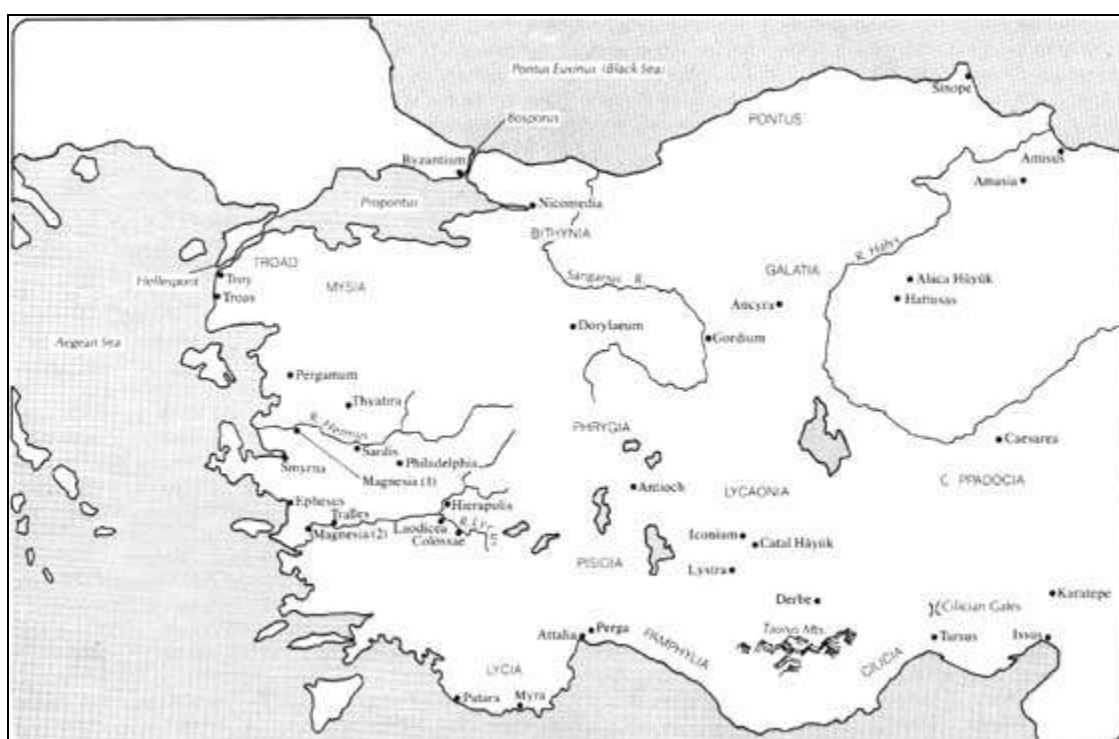 Pontus Euxinus (Black Sea)
Sinope
Bosporus
PONTUS
Byzantium
Amisus
Amasia
Propontus
Nicomedia
BITHYNIA
R. Halys
TROAD
Hellespont
Troy
MYSIA
Sangarius R.
GALATIA
Alaca Hüyük
Troas
Ancyra
Hattusas
Aegean Sea
Dorylaeum
Gordium
Pergamum
Thyatira
R. Hermus
PHRYGIA
Caesarea
Sardis
Smyrna
Philadelphia
Magnesia (1)
Antioch
LYCAONIA
C PPADOCIA
Ephesus
Hierapolis
Tralles
Laodicea
Magnesia (2)
Colossae
Iconium
Catal Hüyük
PISIDIA
Lystra
Derbe
Cilician Gates
Karatepe
Attalia
Perga
PAMPHYLIA
Taurus Mts.
Tarsus
Issus
CILICIA
LYCIA
Patara
Myra